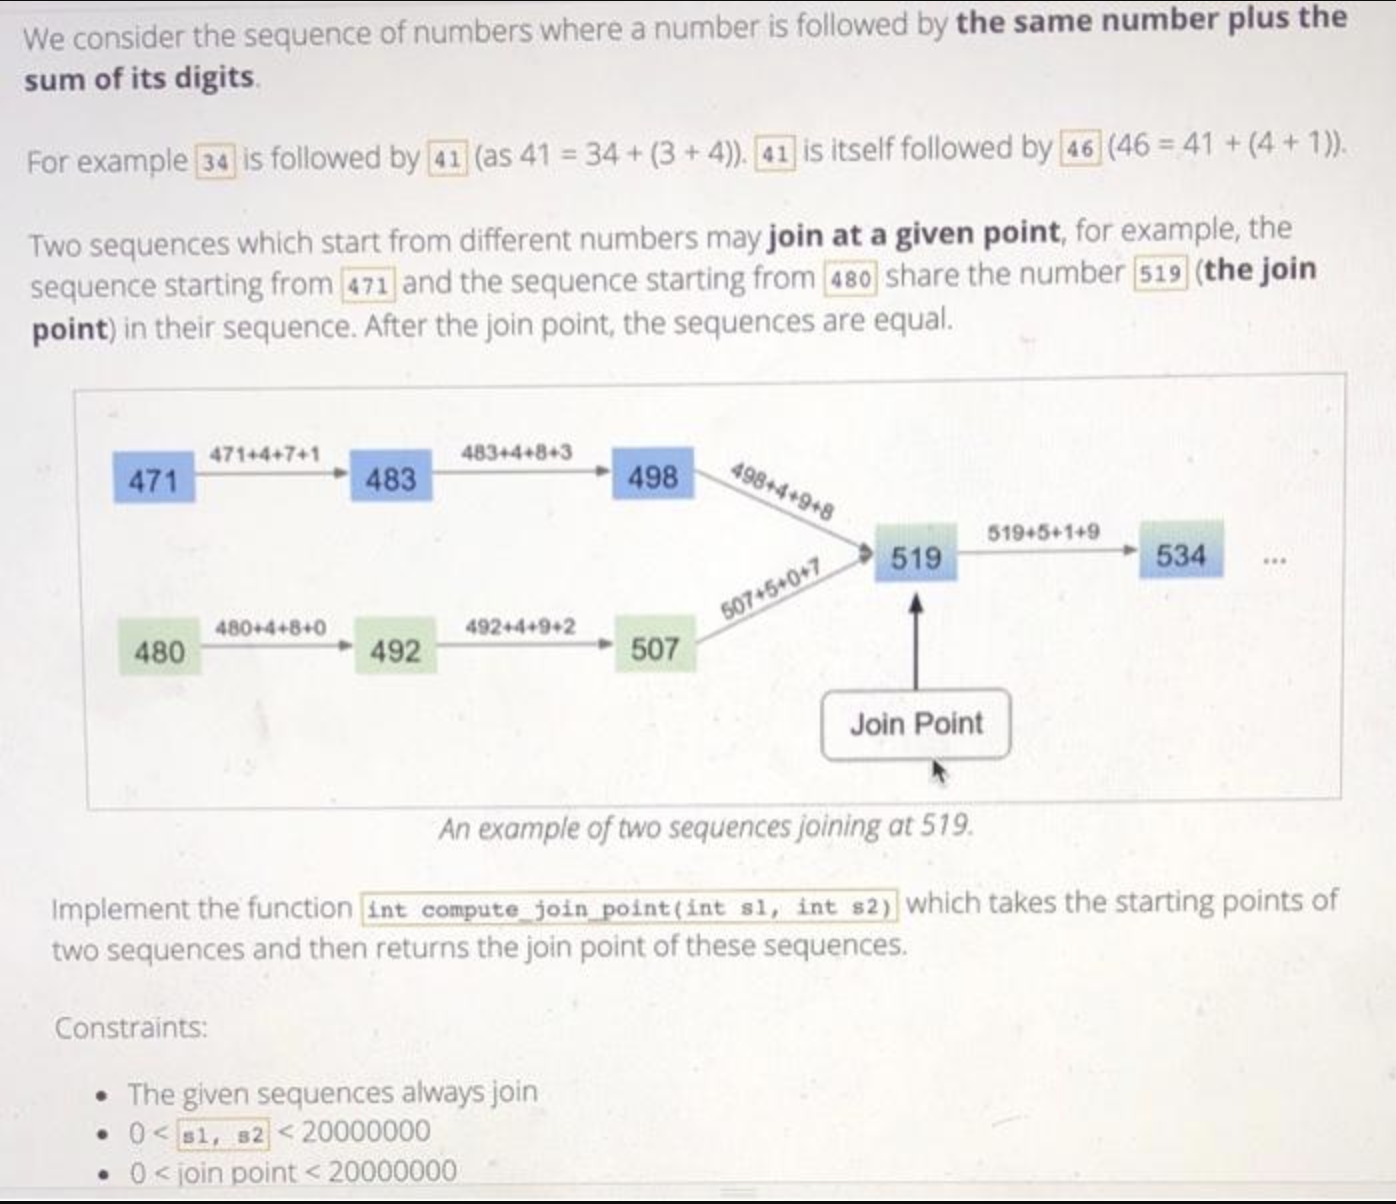 We consider the sequence of numbers where a number is followed by the same number plus the
sum of its digits.
For example 34 is followed by 41 (as 41 = 34 + (3 + 4)). 41 is itself followed by 46 (46 = 41 + (4 + 1)).
Two sequences which start from different numbers may join at a given point, for example, the
sequence starting from 471 and the sequence starting from 480 share the number 519 (the join
point) in their sequence. After the join point, the sequences are equal.
471+4+7+1
483+4+8+3
471
483
498
498+4+9+8
519
519+5+1+9
534
...
507+5+0+7
480+4+8+0
492+4+9+2
480
492
507
Join Point
An example of two sequences joining at 519.
Implement the function int compute_join_point(int s1, int s2) which takes the starting points of
two sequences and then returns the join point of these sequences.
Constraints:
• The given sequences always join
• 0 < s1, s2 < 20000000
• 0 < join point < 20000000